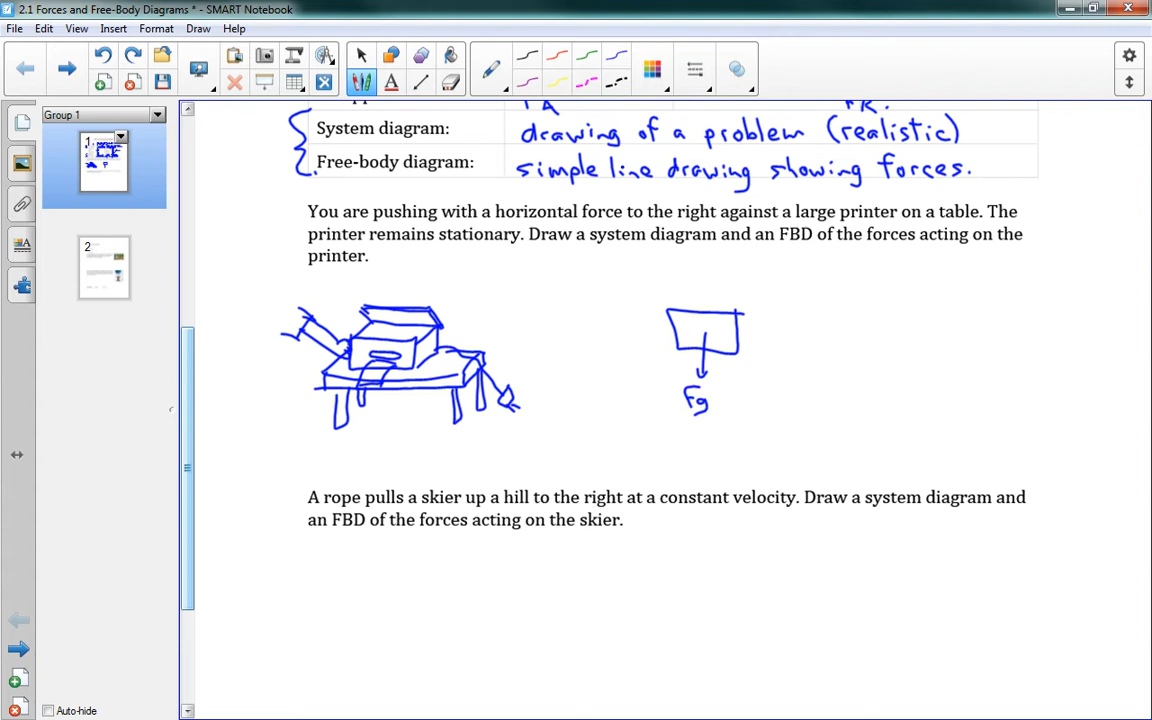 2.1 Forces and Free-Body Diagrams * - SMART Notebook
File Edit View Insert Format Draw Help
Group 1
1
2
FA FR.
System diagram: drawing of a problem (realistic)
Free-body diagram: simple line drawing showing forces.
You are pushing with a horizontal force to the right against a large printer on a table. The
printer remains stationary. Draw a system diagram and an FBD of the forces acting on the
printer.
Fg
A rope pulls a skier up a hill to the right at a constant velocity. Draw a system diagram and
an FBD of the forces acting on the skier.
Auto-hide